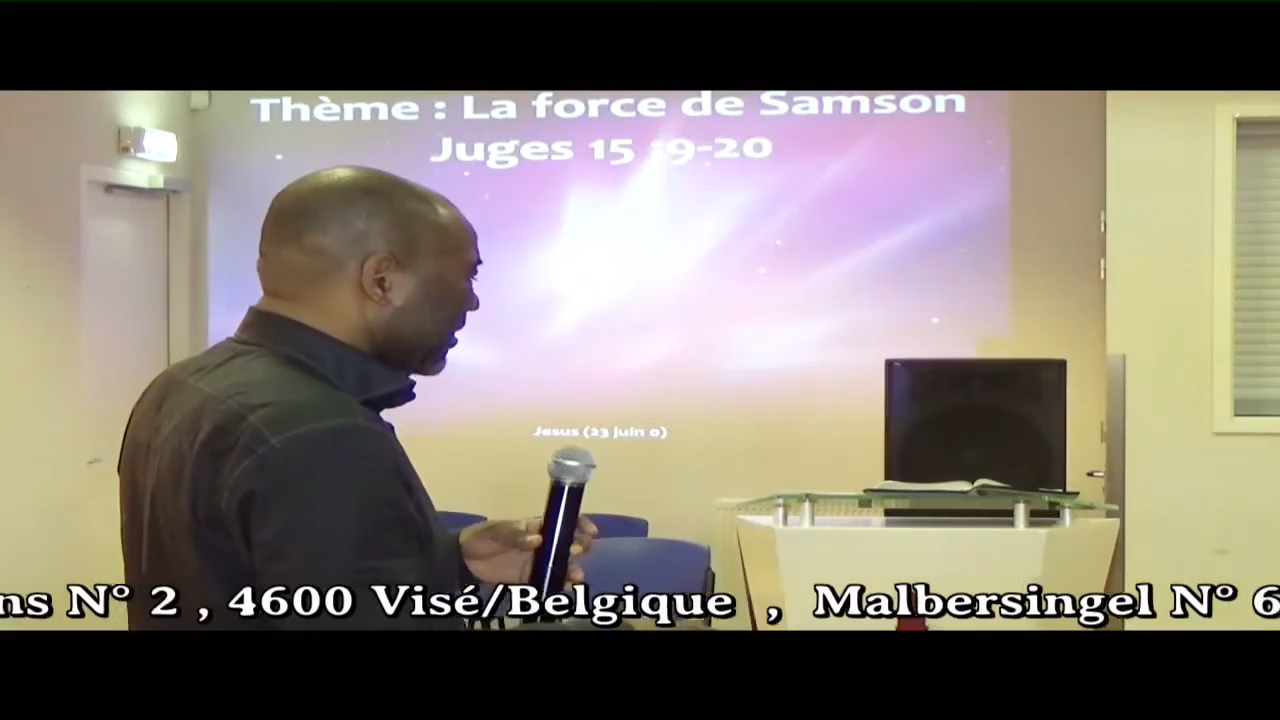 Thème : La force de Samson
Juges 15 :9-20
Jesus (23 juin 0)
ns N° 2 , 4600 Visé/Belgique , Malbersingel N° 6